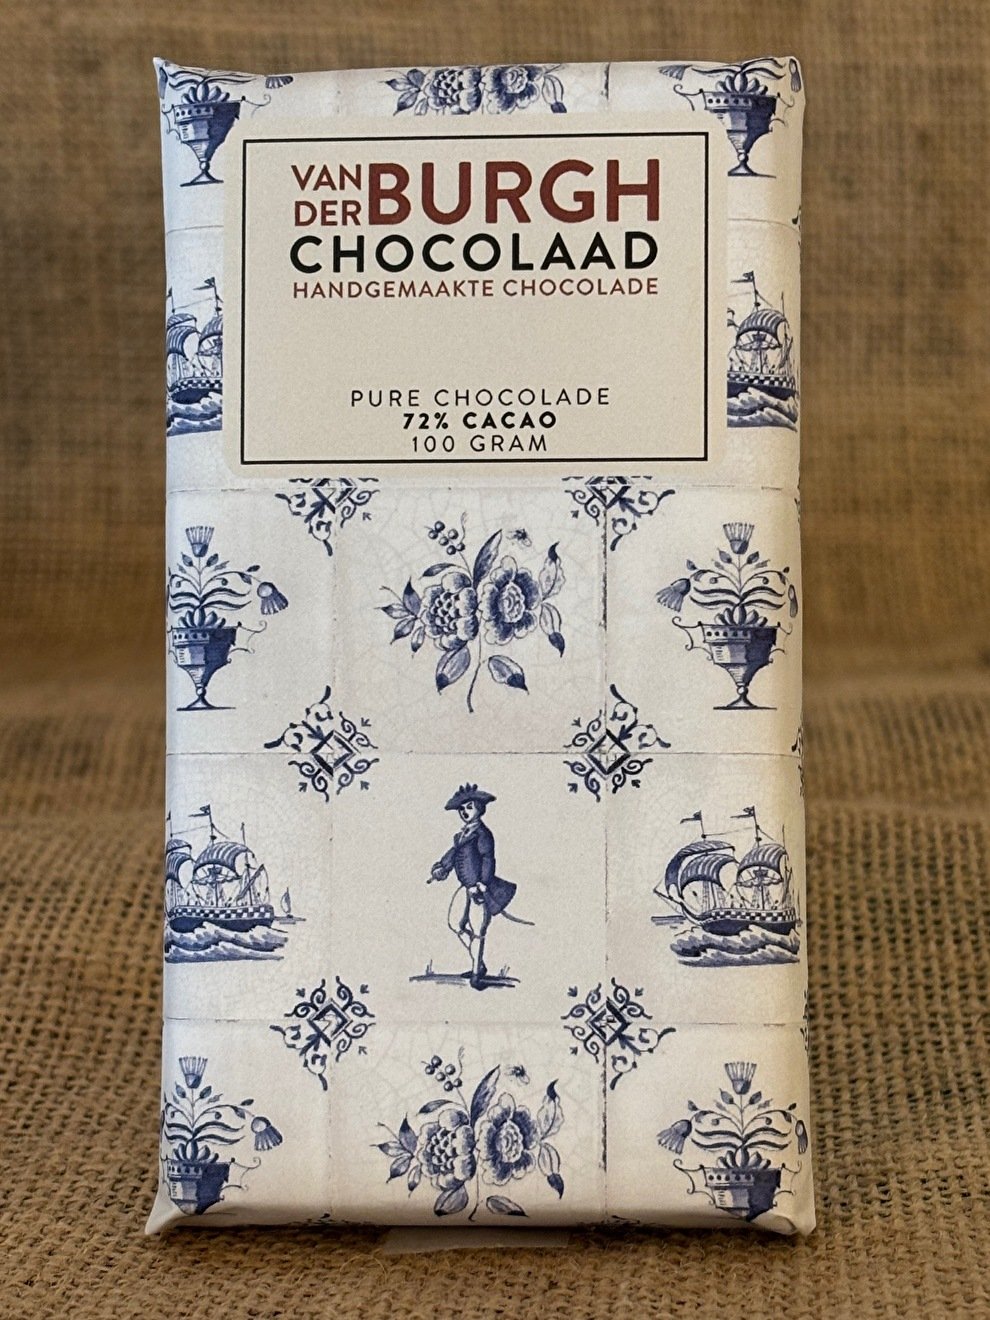 VAN DER BURGH
CHOCOLAAD
HANDGEMAAKTE CHOCOLADE
PURE CHOCOLADE
72% CACAO
100 GRAM